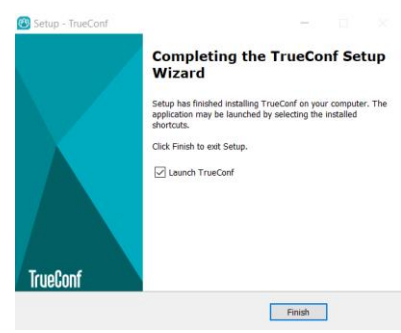 Setup - TrueConf
Completing the TrueConf Setup
Wizard
Setup has finished installing TrueConf on your computer. The
application may be launched by selecting the installed
shortcuts.
Click Finish to exit Setup.
Launch TrueConf
TrueConf
Finish